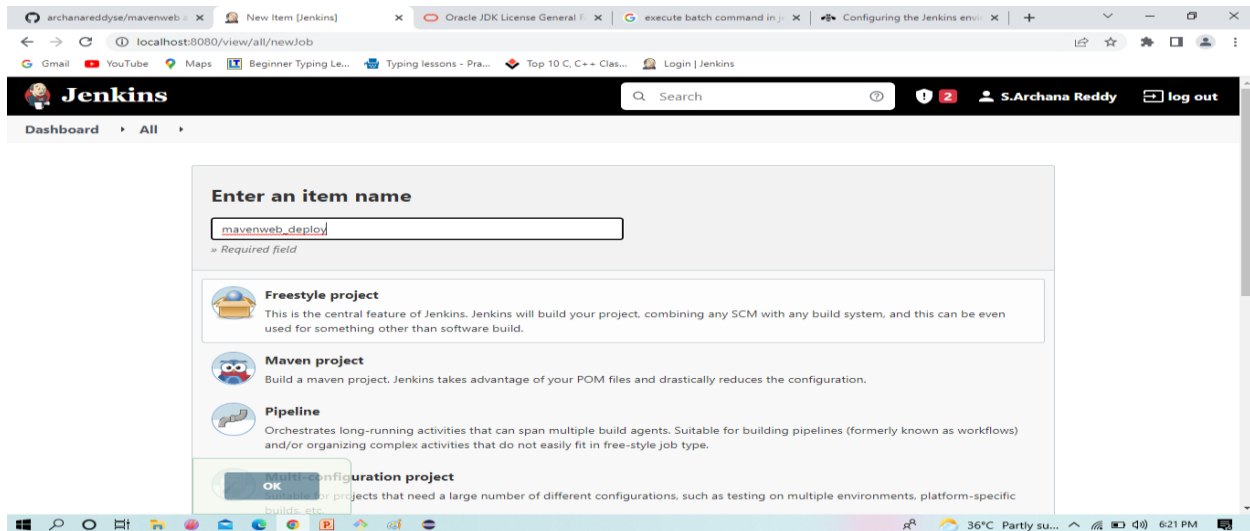 archanareddyse/mavenweb a
New Item [Jenkins]
Oracle JDK License General F
execute batch command in je
Configuring the Jenkins envir
localhost:8080/view/all/newJob
Gmail YouTube Maps Beginner Typing Le... Typing lessons - Pra... Top 10 C, C++ Clas... Login | Jenkins
Jenkins Search 2 S.Archana Reddy log out
Dashboard All
Enter an item name
mavenweb_deploy
» Required field
Freestyle project
This is the central feature of Jenkins. Jenkins will build your project, combining any SCM with any build system, and this can be even
used for something other than software build.
Maven project
Build a maven project. Jenkins takes advantage of your POM files and drastically reduces the configuration.
Pipeline
Orchestrates long-running activities that can span multiple build agents. Suitable for building pipelines (formerly known as workflows)
and/or organizing complex activities that do not easily fit in free-style job type.
Multi-configuration project
OK
Suitable for projects that need a large number of different configurations, such as testing on multiple environments, platform-specific
builds, etc.
36°C Partly su... 6:21 PM